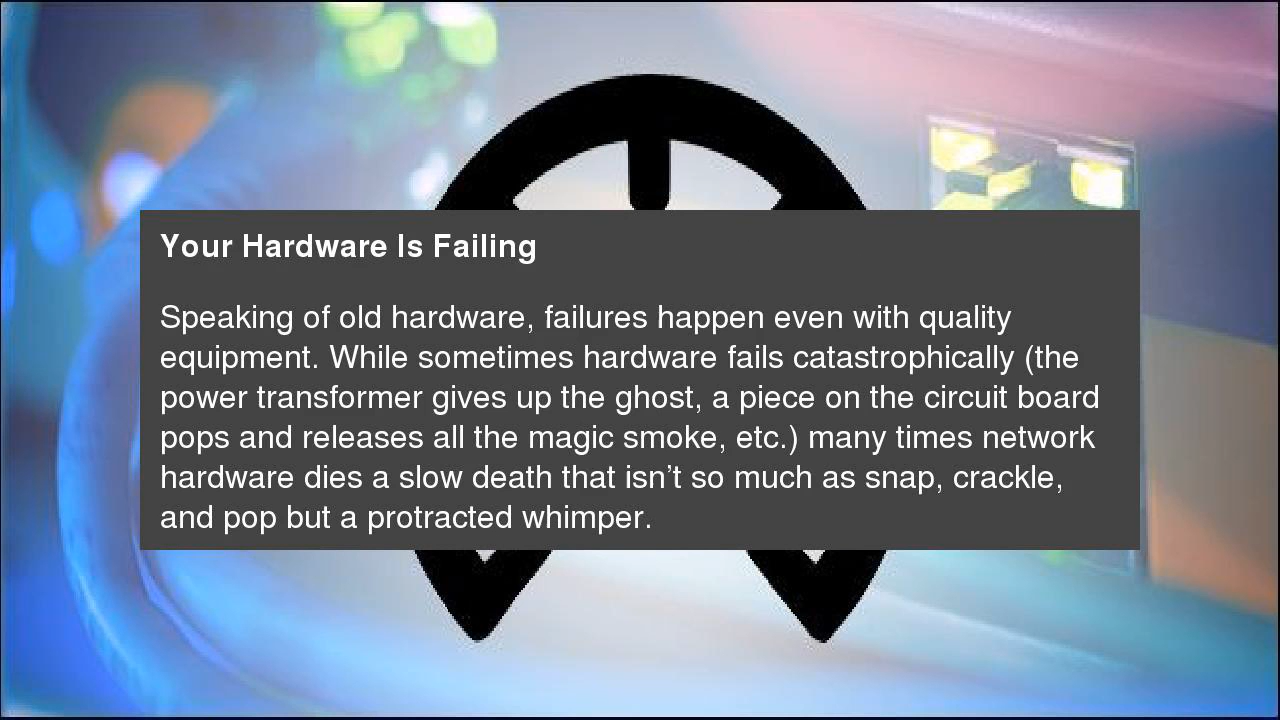 Your Hardware Is Failing
Speaking of old hardware, failures happen even with quality
equipment. While sometimes hardware fails catastrophically (the
power transformer gives up the ghost, a piece on the circuit board
pops and releases all the magic smoke, etc.) many times network
hardware dies a slow death that isn’t so much as snap, crackle,
and pop but a protracted whimper.